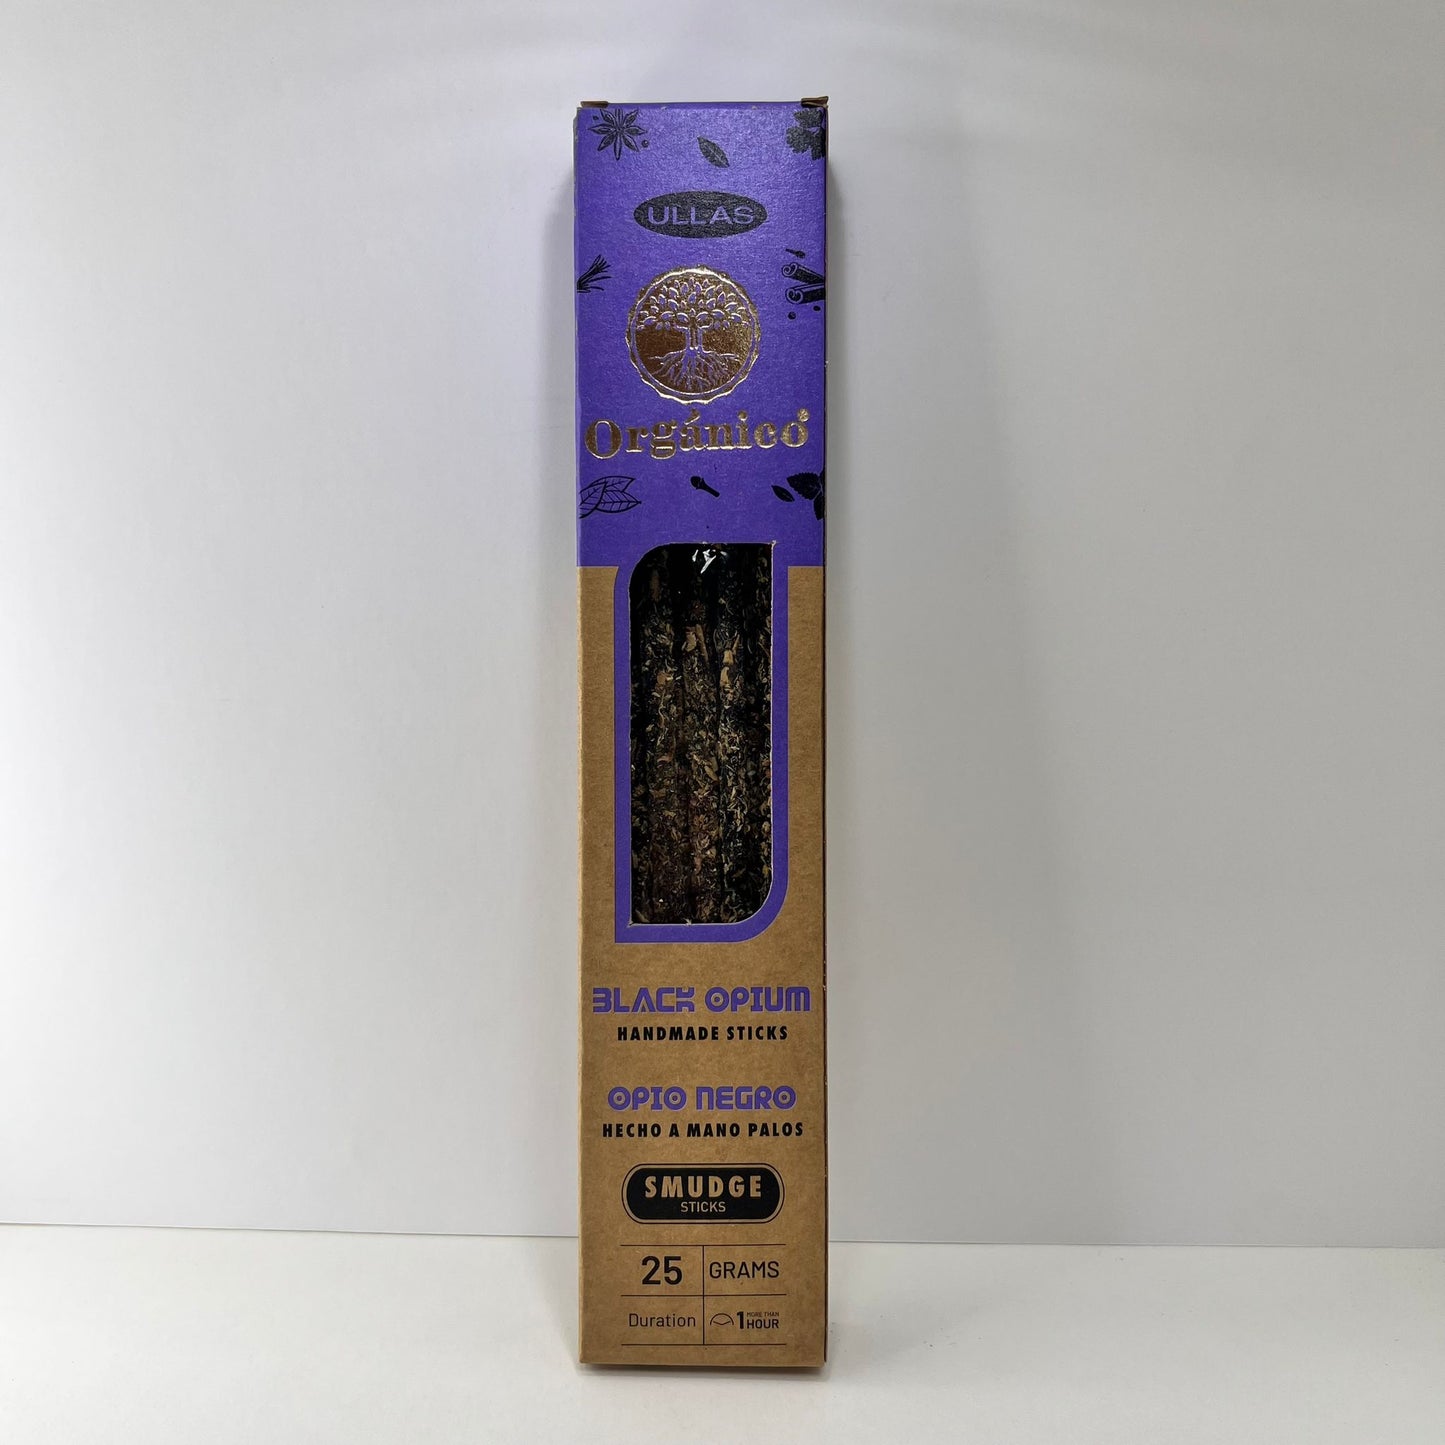 ULLAS
Orgánico®
BLACK OPIUM
HANDMADE STICKS
OPIO NEGRO
HECHO A MANO PALOS
SMUDGE
STICKS
25 GRAMS
Duration 1 MORE THAN HOUR